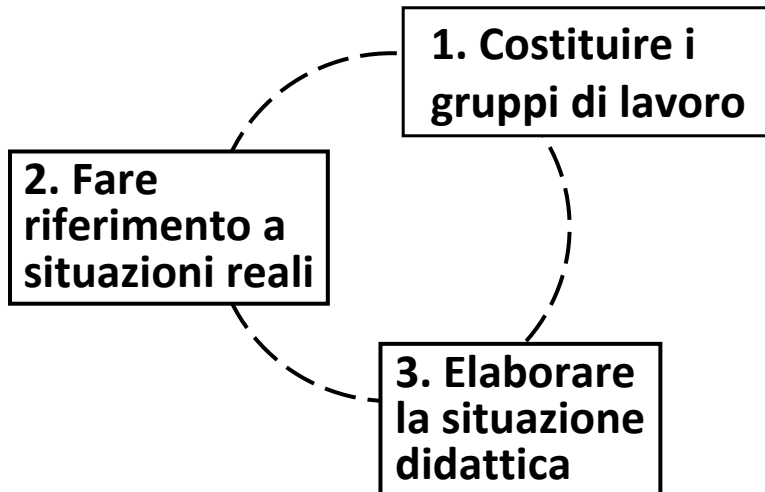 1. Costituire i
gruppi di lavoro
2. Fare
riferimento a
situazioni reali
3. Elaborare
la situazione
didattica